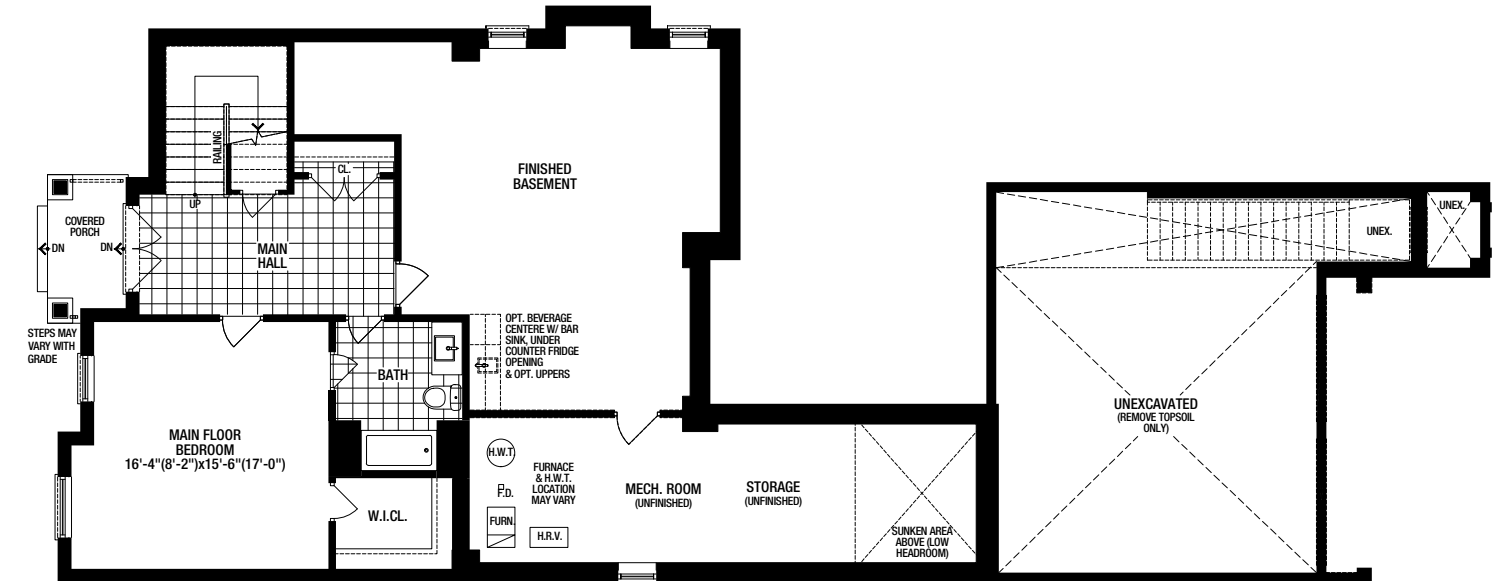 FINISHED
BASEMENT
RAILING
CL.
UP
COVERED
PORCH
DN
DN
MAIN
HALL
STEPS MAY
VARY WITH
GRADE
OPT. BEVERAGE
CENTERE W/ BAR
SINK, UNDER
COUNTER FRIDGE
OPENING
& OPT. UPPERS
BATH
MAIN FLOOR
BEDROOM
16'-4"(8'-2")x15'-6"(17'-0")
W.I.CL.
H.W.T.
F.D.
FURN.
FURNACE
& H.W.T.
LOCATION
MAY VARY
H.R.V.
MECH. ROOM
(UNFINISHED)
STORAGE
(UNFINISHED)
SUNKEN AREA
ABOVE (LOW
HEADROOM)
UNEX.
UNEX.
UNEXCAVATED
(REMOVE TOPSOIL
ONLY)